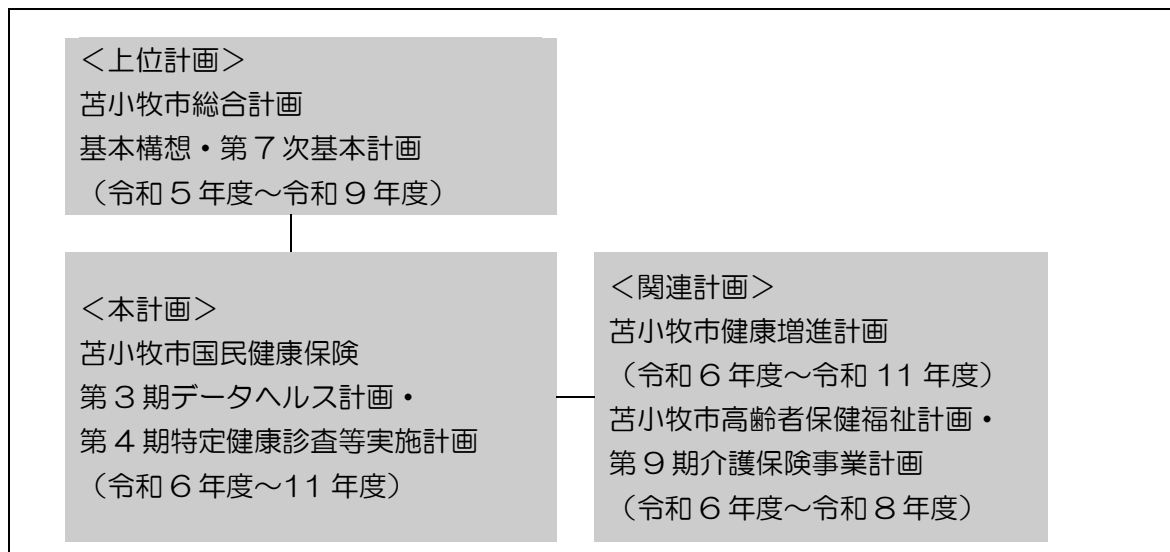 ＜上位計画＞
苫小牧市総合計画
基本構想・第７次基本計画
（令和５年度～令和９年度）
＜本計画＞
苫小牧市国民健康保険
第３期データヘルス計画・
第４期特定健康診査等実施計画
（令和６年度～11年度）
＜関連計画＞
苫小牧市健康増進計画
（令和６年度～令和11年度）
苫小牧市高齢者保健福祉計画・
第９期介護保険事業計画
（令和６年度～令和８年度）